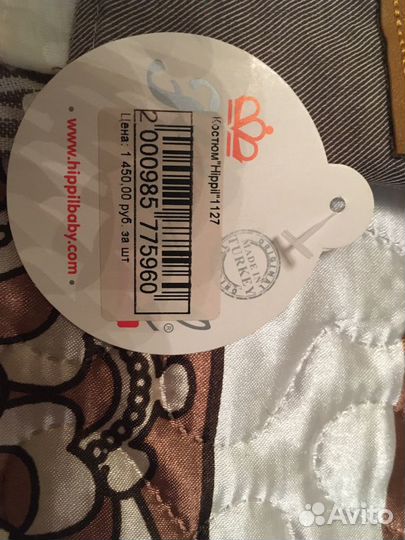 Костюм"Hippil"1127
2 000985 775960
Цена: 1 450,00 руб. за шт
• www.hippilbaby.com •
ORIGINAL
MADE IN
TURKEY
®
Avito